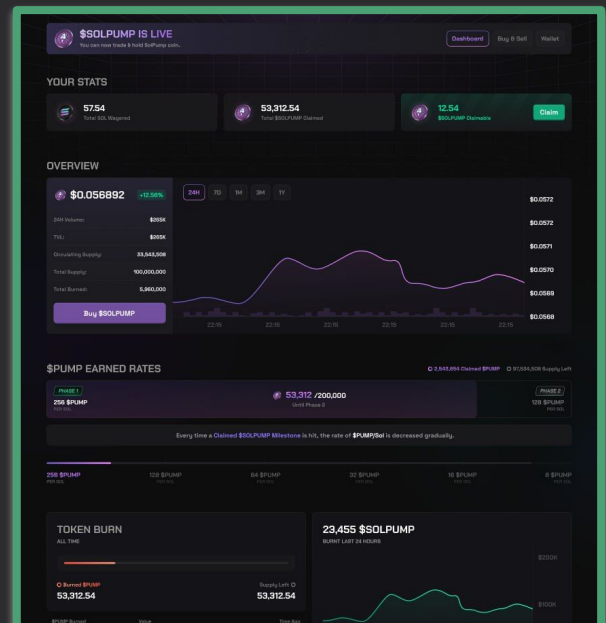 $SOLPUMP IS LIVE
You can now trade & hold SolPump coin.
Dashboard
Buy & Sell
Wallet
YOUR STATS
57.54
Total SOL Wagered
53,312.54
Total $SOLPUMP Claimed
12.54
$SOLPUMP Claimable
Claim
OVERVIEW
$0.056892
+12.56%
24H
7D
1M
3M
1Y
24H Volume:
$265K
TVL:
$265K
Circulating Supply:
33,543,508
Total Supply:
100,000,000
Total Burned:
5,960,000
Buy $SOLPUMP
$0.0572
$0.0572
$0.0571
$0.0570
$0.0569
$0.0568
22:15
22:15
22:15
22:15
22:15
22:15
$PUMP EARNED RATES
Claimed $PUMP
Supply Left
PHASE 1
256 $PUMP
PER SOL
53,312 /200,000
Until Phase 2
PHASE 2
128 $PUMP
PER SOL
Every time a Claimed $SOLPUMP Milestone is hit, the rate of $PUMP/Sol is decreased gradually.
256 $PUMP
PER SOL
128 $PUMP
PER SOL
64 $PUMP
PER SOL
32 $PUMP
PER SOL
16 $PUMP
PER SOL
8 $PUMP
PER SOL
TOKEN BURN
ALL TIME
Burned $PUMP
53,312.54
Supply Left
53,312.54
$PUMP Burned
Value
Time Ago
23,455 $SOLPUMP
BURNT LAST 24 HOURS
$200K
$100K